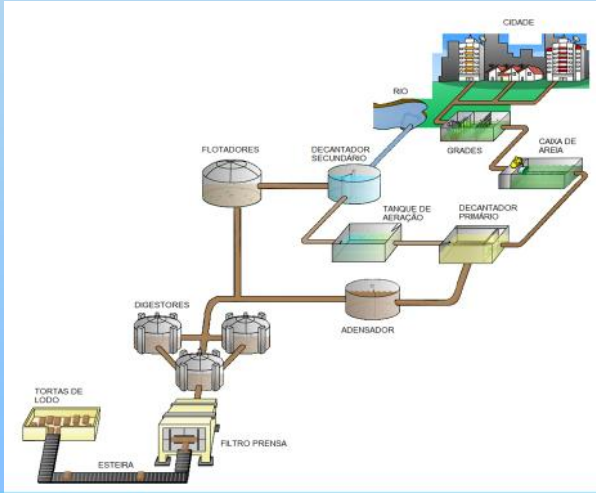 CIDADE
RIO
FLOTADORES
DECANTADOR
SECUNDÁRIO
GRADES
CAIXA DE
AREIA
TANQUE DE
AERAÇÃO
DECANTADOR
PRIMÁRIO
DIGESTORES
ADENSADOR
TORTAS DE
LODO
FILTRO PRENSA
ESTEIRA